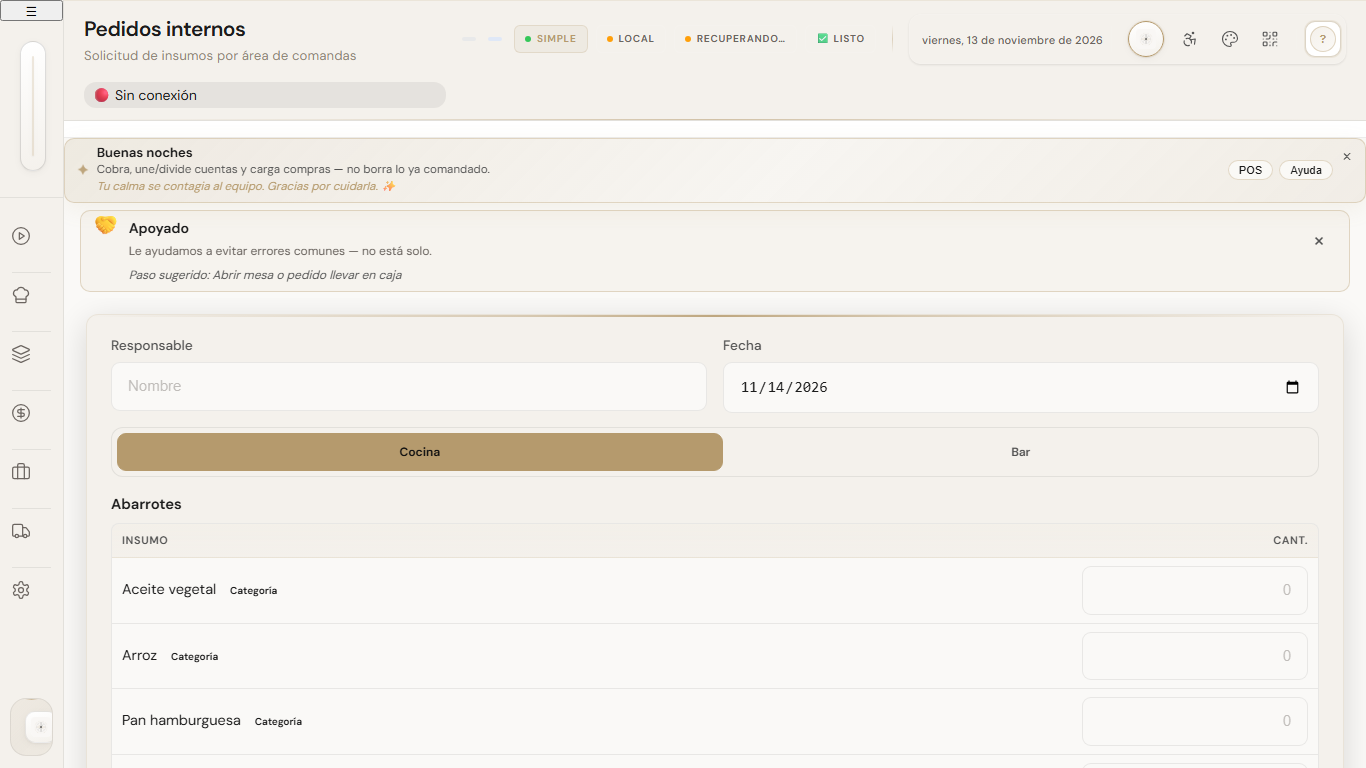 ☰
Pedidos internos
Solicitud de insumos por área de comandas
SIMPLE
LOCAL
RECUPERANDO…
✅ LISTO
viernes, 13 de noviembre de 2026
?
Sin conexión
Buenas noches
Cobra, une/divide cuentas y carga compras — no borra lo ya comandado.
Tu calma se contagia al equipo. Gracias por cuidarla. ✨
POS
Ayuda
×
Apoyado
Le ayudamos a evitar errores comunes — no está solo.
Paso sugerido: Abrir mesa o pedido llevar en caja
×
Responsable
Fecha
Nombre
11/14/2026
Cocina
Bar
Abarrotes
INSUMO
CANT.
Aceite vegetal Categoría
0
Arroz Categoría
0
Pan hamburguesa Categoría
0